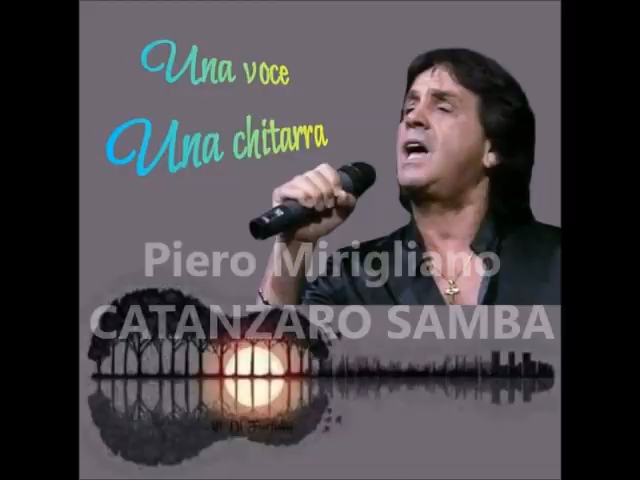 Una voce
Una chitarra
Piero Mirigliano
CATANZARO SAMBA